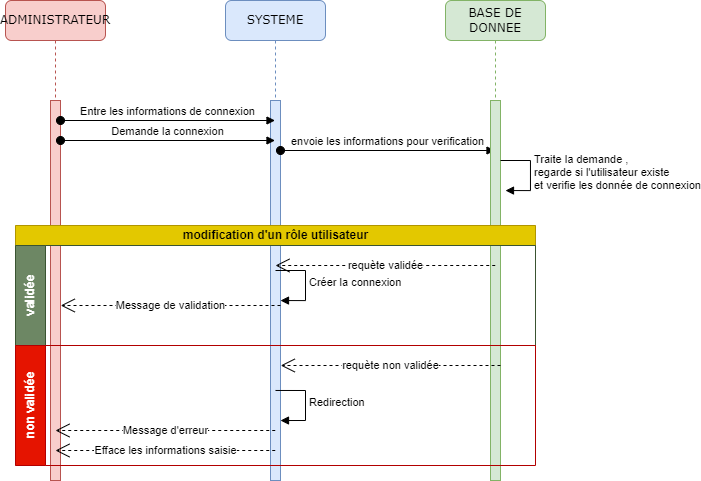 ADMINISTRATEUR
SYSTEME
BASE DE
DONNEE
Entre les informations de connexion
Demande la connexion
envoie les informations pour verification
Traite la demande ,
regarde si l'utilisateur existe
et verifie les donnée de connexion
modification d'un rôle utilisateur
validée
requète validée
Créer la connexion
Message de validation
non validée
requète non validée
Redirection
Message d'erreur
Efface les informations saisie